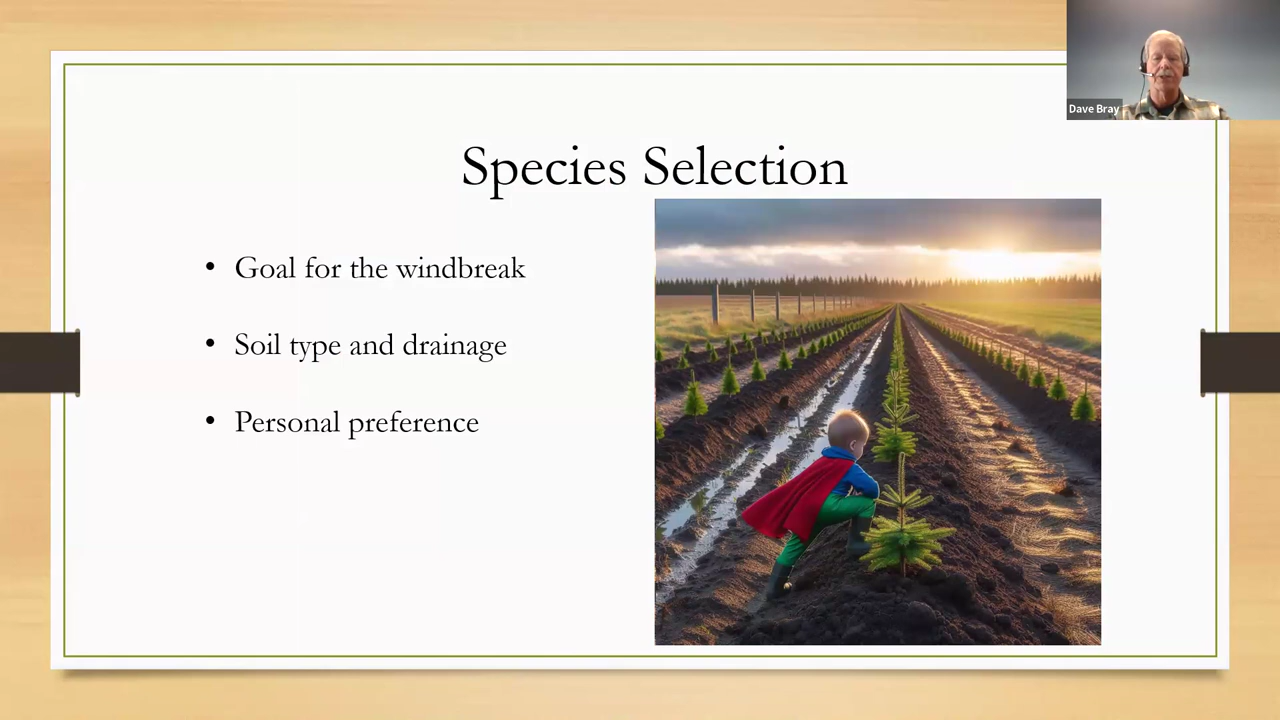 Dave Bray
Species Selection
• Goal for the windbreak
• Soil type and drainage
• Personal preference